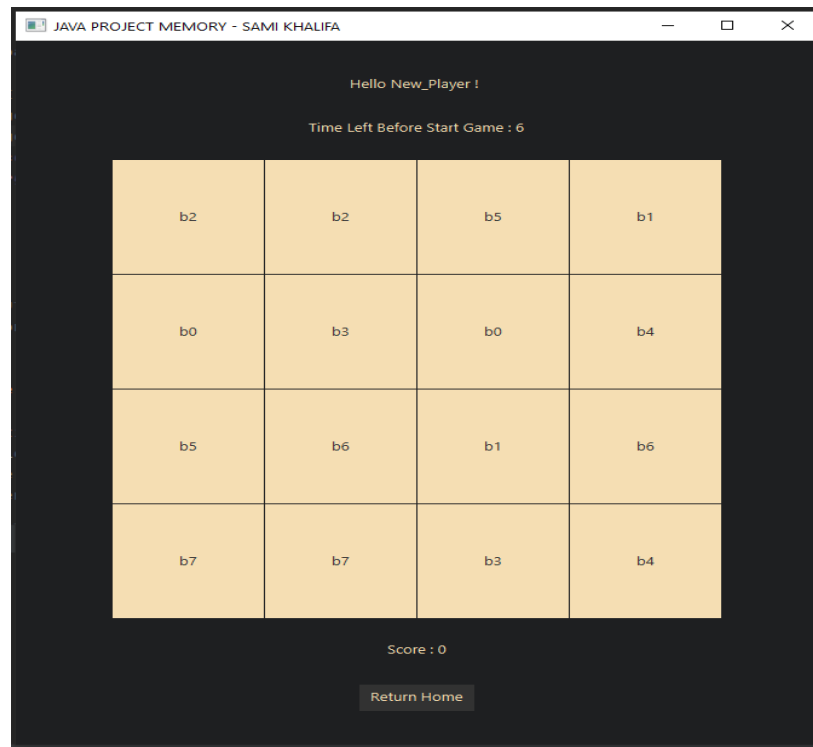 JAVA PROJECT MEMORY - SAMI KHALIFA
Hello New_Player !
Time Left Before Start Game : 6
b2 b2 b5 b1
b0 b3 b0 b4
b5 b6 b1 b6
b7 b7 b3 b4
Score : 0
Return Home